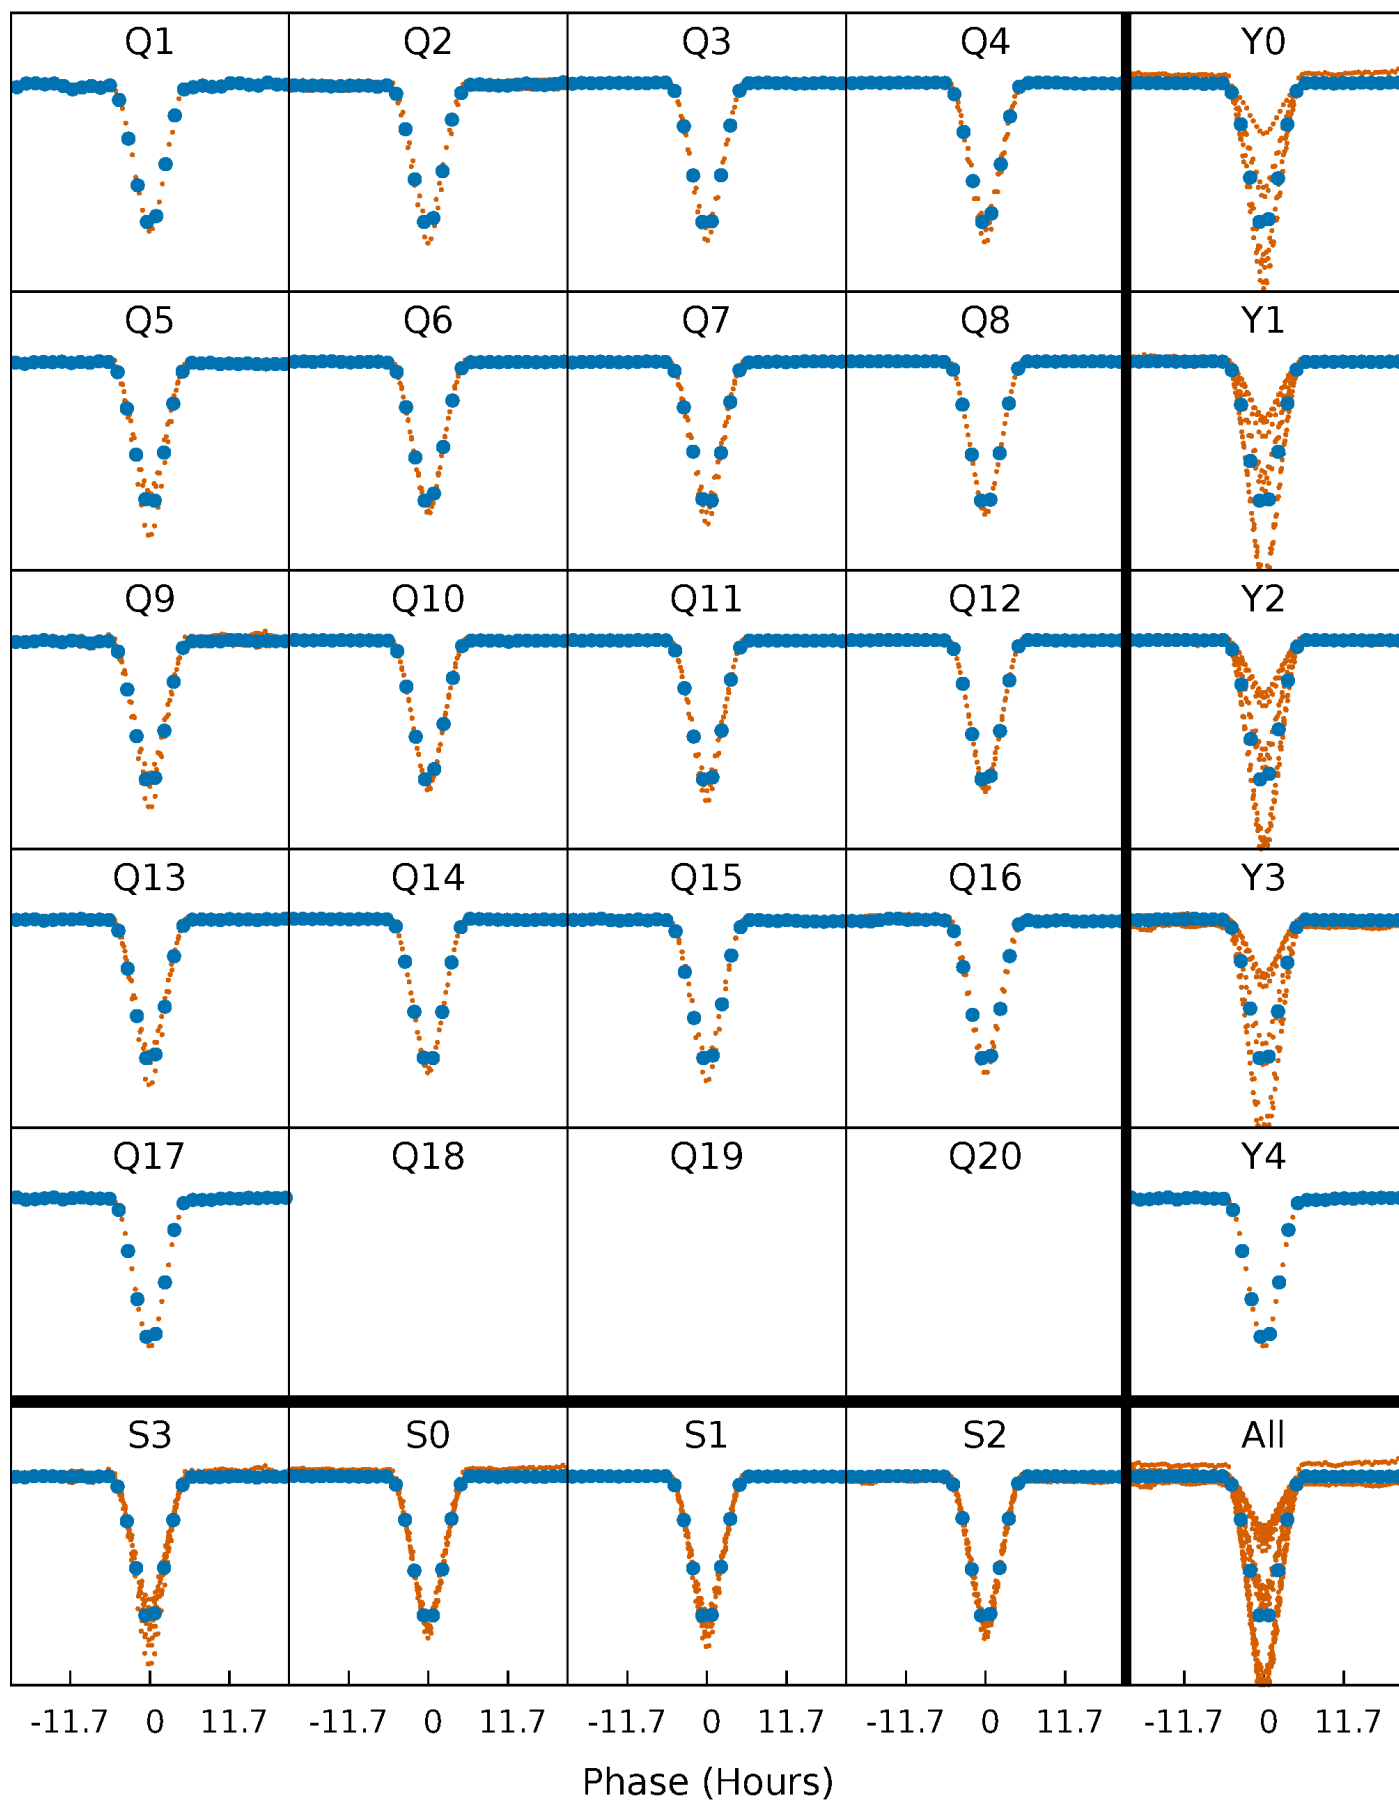 Q1 Q2 Q3 Q4 Y0
Q5 Q6 Q7 Q8 Y1
Q9 Q10 Q11 Q12 Y2
Q13 Q14 Q15 Q16 Y3
Q17 Q18 Q19 Q20 Y4
S3 S0 S1 S2 All
-11.7 0 11.7 -11.7 0 11.7 -11.7 0 11.7 -11.7 0 11.7 -11.7 0 11.7
Phase (Hours)